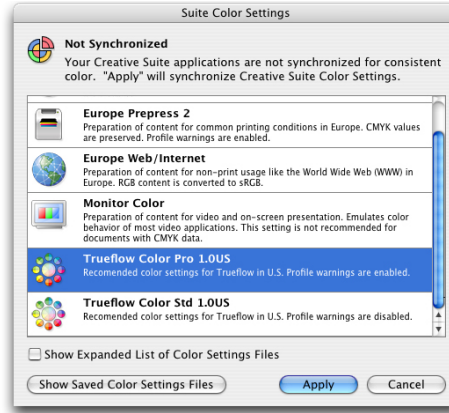 Suite Color Settings
Not Synchronized
Your Creative Suite applications are not synchronized for consistent
color. "Apply" will synchronize Creative Suite Color Settings.
Europe Prepress 2
Preparation of content for common printing conditions in Europe. CMYK values
are preserved. Profile warnings are enabled.
Europe Web/Internet
Preparation of content for non-print usage like the World Wide Web (WWW) in
Europe. RGB content is converted to sRGB.
Monitor Color
Preparation of content for video and on-screen presentation. Emulates color
behavior of most video applications. This setting is not recommended for
documents with CMYK data.
Trueflow Color Pro 1.0US
Recomended color settings for Trueflow in U.S. Profile warnings are enabled.
Trueflow Color Std 1.0US
Recomended color settings for Trueflow in U.S. Profile warnings are disabled.
Show Expanded List of Color Settings Files
Show Saved Color Settings Files
Apply
Cancel